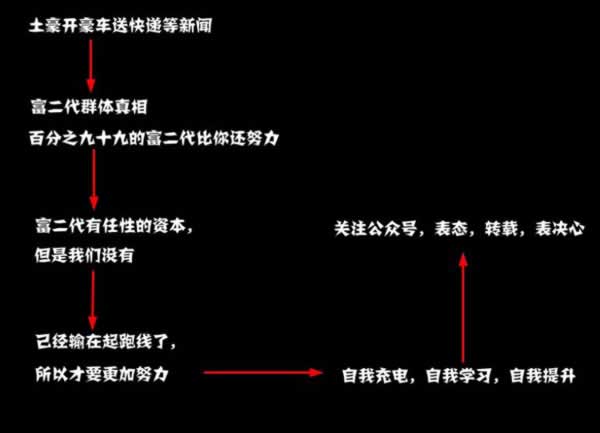 土豪开豪车送快递等新闻
富二代群体真相
百分之九十九的富二代比你还努力
富二代有任性的资本，
但是我们没有
已经输在起跑线了，
所以才要更加努力
自我充电，自我学习，自我提升
关注公众号，表态，转载，表决心